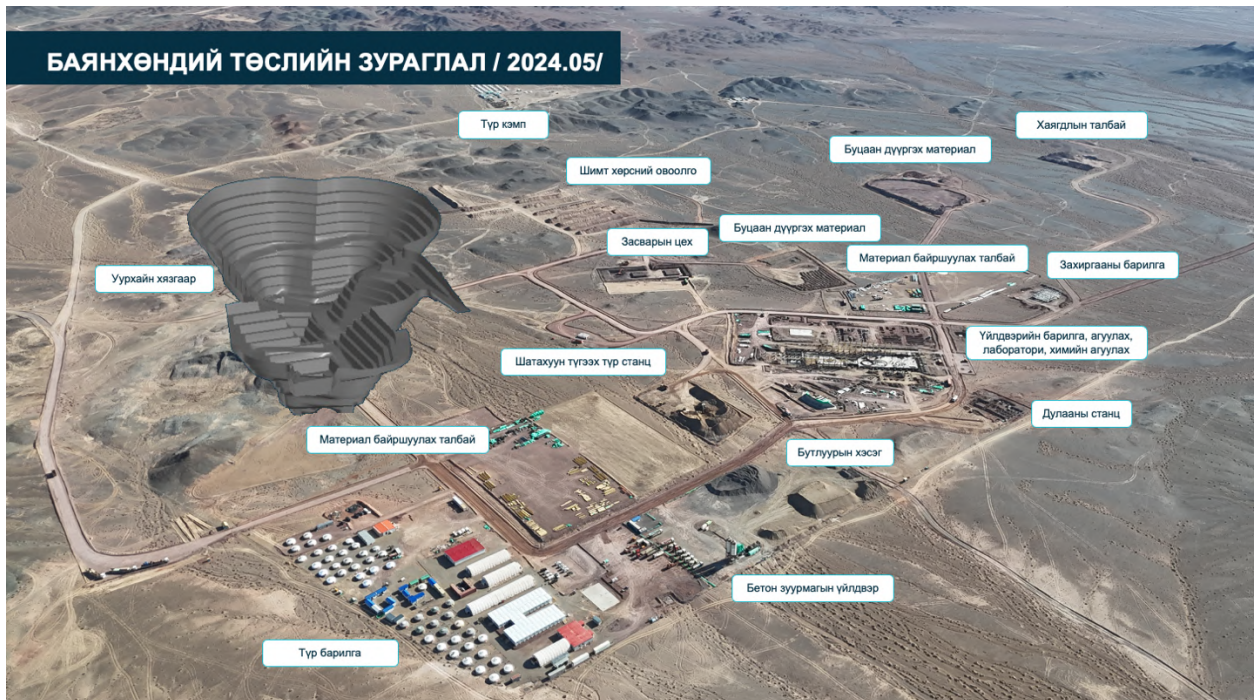 БАЯНХӨНДИЙ ТӨСЛИЙН ЗУРАГЛАЛ / 2024.05/
Түр кэмп
Хаягдлын талбай
Буцаан дүүргэх материал
Шимт хөрсний овоолго
Буцаан дүүргэх материал
Засварын цех
Материал байршуулах талбай
Захиргааны барилга
Уурхайн хязгаар
Үйлдвэрийн барилга, агуулах,
лаборатори, химийн агуулах
Шатахуун түгээх түр станц
Дулааны станц
Материал байршуулах талбай
Бутлуурын хэсэг
Бетон зуурмагын үйлдвэр
Түр барилга